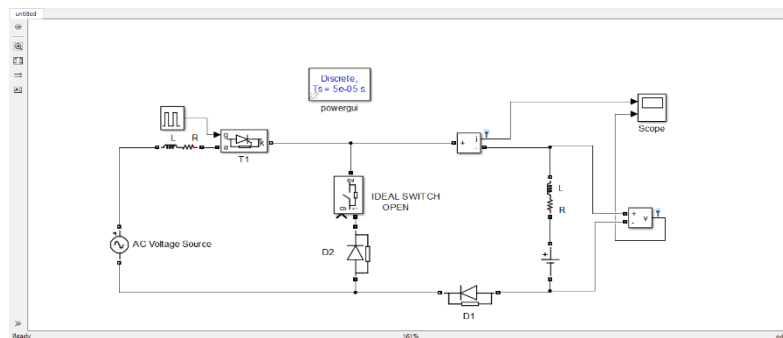 untitled
Discrete,
Ts = 5e-05 s.
powergui
L
R
g
a
k
T1
+
i
-
Scope
IDEAL SWITCH
OPEN
L
R
+
-
v
AC Voltage Source
D2
+
D1
Ready
161%